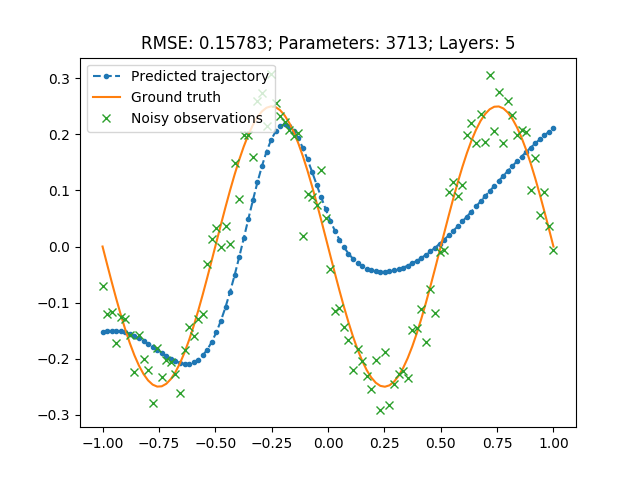 RMSE: 0.15783; Parameters: 3713; Layers: 5
Predicted trajectory
Ground truth
Noisy observations
0.3
0.2
0.1
0.0
−0.1
−0.2
−0.3
−1.00 −0.75 −0.50 −0.25 0.00 0.25 0.50 0.75 1.00